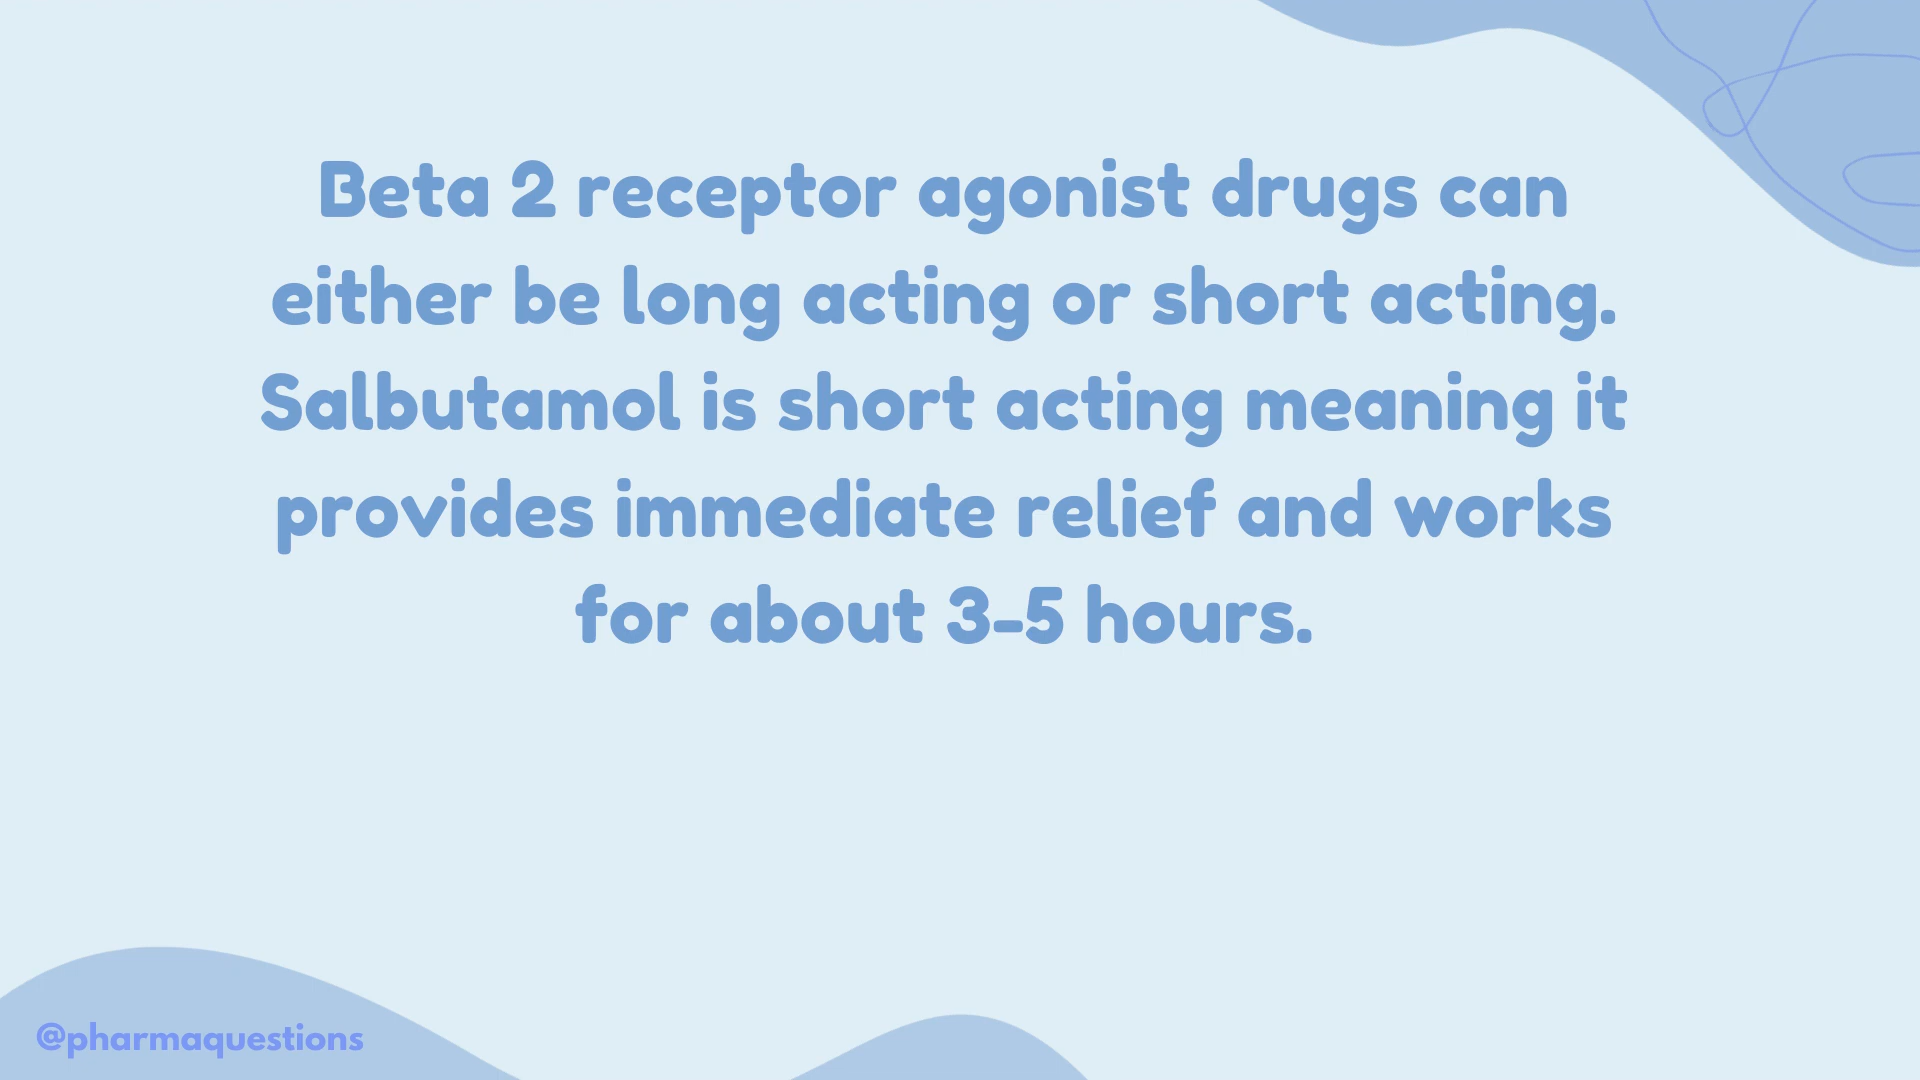 Beta 2 receptor agonist drugs can
either be long acting or short acting.
Salbutamol is short acting meaning it
provides immediate relief and works
for about 3-5 hours.
@pharmaquestions